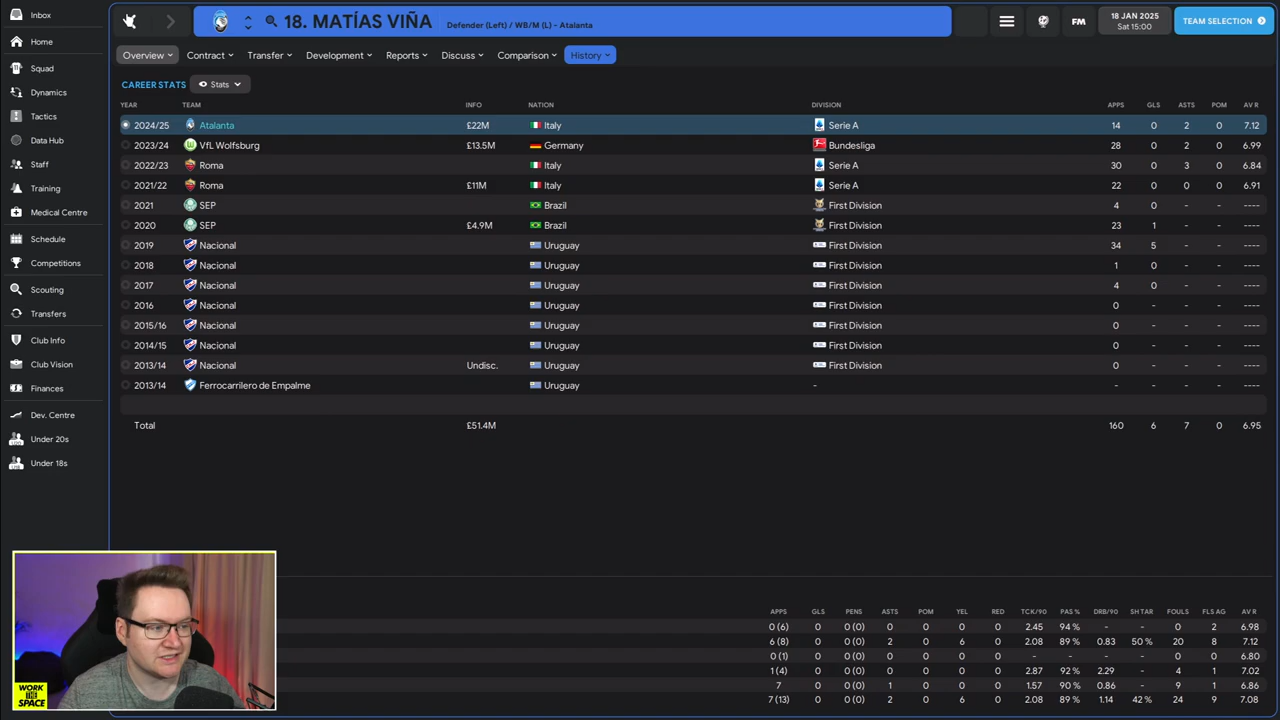 Inbox
Home
Squad
Dynamics
Tactics
Data Hub
Staff
Training
Medical Centre
Schedule
Competitions
Scouting
Transfers
Club Info
Club Vision
Finances
Dev. Centre
Under 20s
Under 18s
18. MATÍAS VIÑA Defender (Left) / WB/M (L) - Atalanta
FM
18 JAN 2025
Sat 15:00
TEAM SELECTION
Overview Contract Transfer Development Reports Discuss Comparison History
CAREER STATS Stats
YEAR TEAM INFO NATION DIVISION APPS GLS ASTS POM AV R
2024/25 Atalanta £22M Italy Serie A 14 0 2 0 7.12
2023/24 VfL Wolfsburg £13.5M Germany Bundesliga 28 0 2 0 6.99
2022/23 Roma Italy Serie A 30 0 3 0 6.84
2021/22 Roma £11M Italy Serie A 22 0 0 0 6.91
2021 SEP Brazil First Division 4 0 - - ----
2020 SEP £4.9M Brazil First Division 23 1 - - ----
2019 Nacional Uruguay First Division 34 5 - - ----
2018 Nacional Uruguay First Division 1 0 - - ----
2017 Nacional Uruguay First Division 4 0 - - ----
2016 Nacional Uruguay First Division 0 - - - ----
2015/16 Nacional Uruguay First Division 0 - - - ----
2014/15 Nacional Uruguay First Division 0 - - - ----
2013/14 Nacional Undisc. Uruguay First Division 0 - - - ----
2013/14 Ferrocarrilero de Empalme Uruguay - - - - - ----
Total £51.4M 160 6 7 0 6.95
APPS GLS PENS ASTS POM YEL RED TCK/90 PAS % DRB/90 SH TAR FOULS FLS AG AV R
0 (6) 0 0 (0) 0 0 0 0 2.45 94 % - - 0 2 6.98
6 (8) 0 0 (0) 2 0 6 0 2.08 89 % 0.83 50 % 20 8 7.12
0 (1) 0 0 (0) 0 0 0 0 - - - - 0 0 6.80
1 (4) 0 0 (0) 0 0 0 0 2.87 92 % 2.29 - 4 1 7.02
7 0 0 (0) 1 0 0 0 1.57 90 % 0.86 - 9 1 6.86
7 (13) 0 0 (0) 2 0 6 0 2.08 89 % 1.14 42 % 24 9 7.08
WORK
THE
SPACE